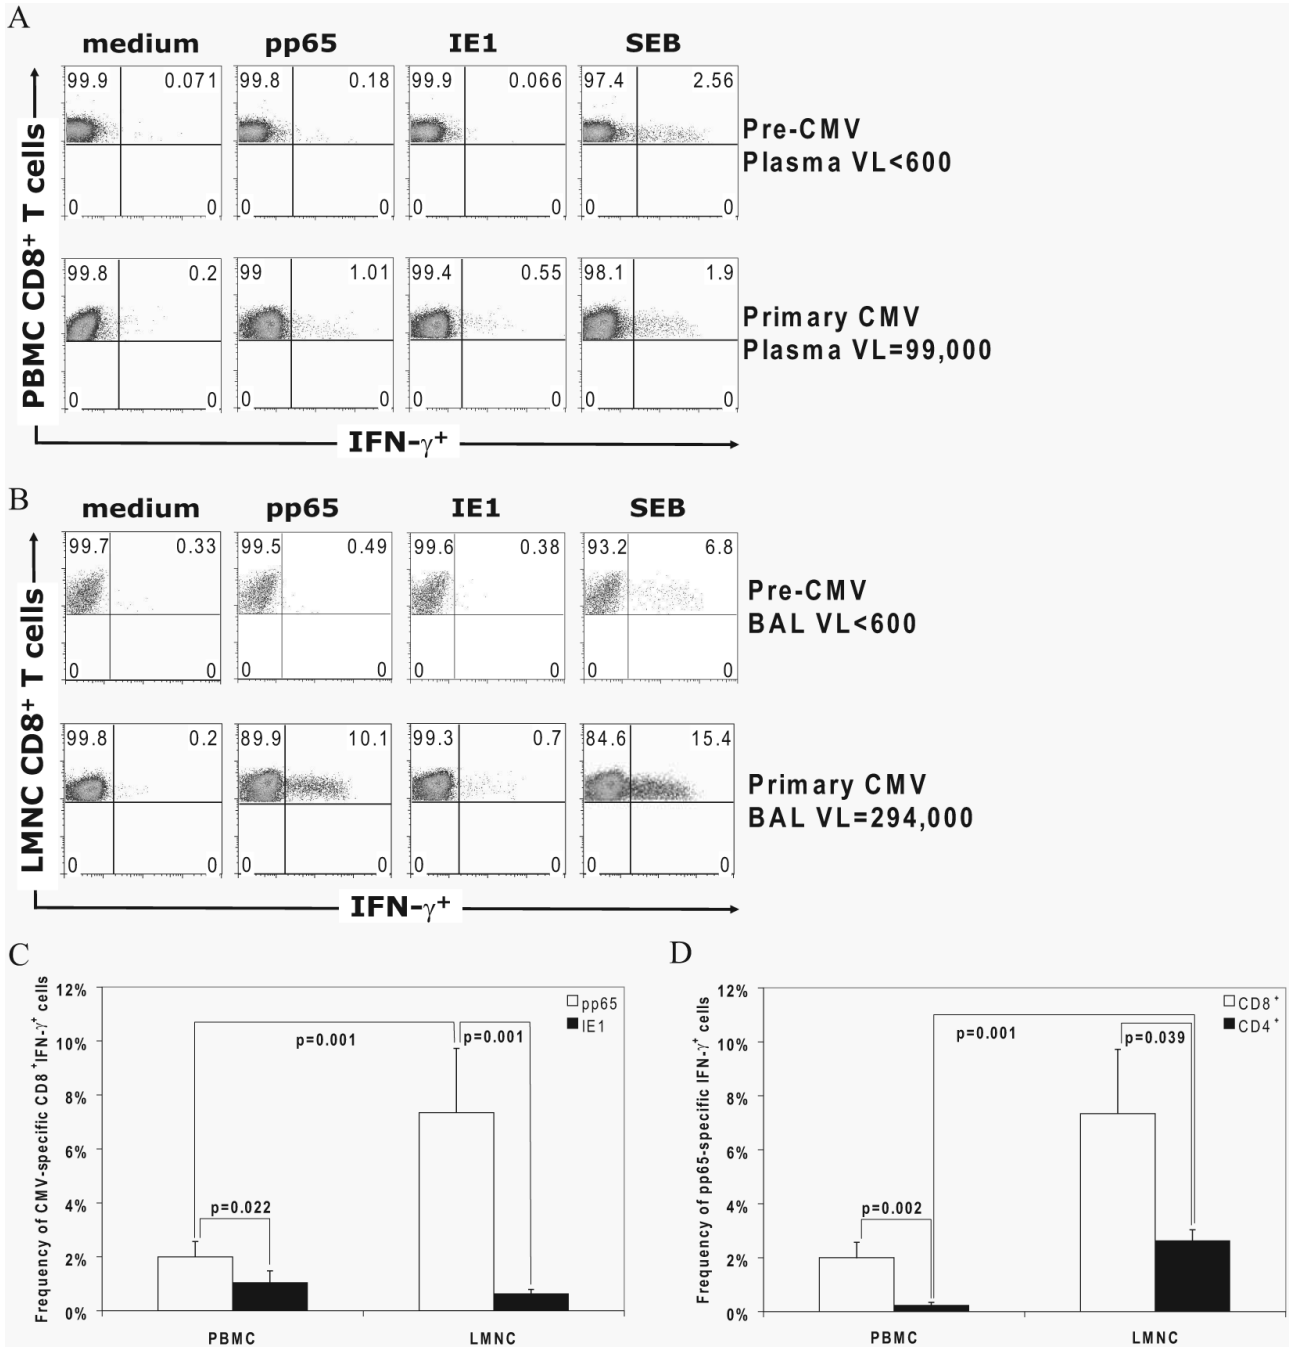 A
medium pp65 IE1 SEB
99.9 0.071 99.8 0.18 99.9 0.066 97.4 2.56
Pre-CMV
Plasma VL<600
0 0 0 0 0 0 0 0
99.8 0.2 99 1.01 99.4 0.55 98.1 1.9
Primary CMV
Plasma VL=99,000
0 0 0 0 0 0 0 0
PBMC CD8⁺ T cells
IFN-γ⁺
B
medium pp65 IE1 SEB
99.7 0.33 99.5 0.49 99.6 0.38 93.2 6.8
Pre-CMV
BAL VL<600
0 0 0 0 0 0 0 0
99.8 0.2 89.9 10.1 99.3 0.7 84.6 15.4
Primary CMV
BAL VL=294,000
0 0 0 0 0 0 0 0
LMNC CD8⁺ T cells
IFN-γ⁺
C
Frequency of CMV-specific CD8⁺IFN-γ⁺ cells
12%
10%
8%
6%
4%
2%
0%
pp65
IE1
p=0.001
p=0.001
p=0.022
PBMC LMNC
D
Frequency of pp65-specific IFN-γ⁺ cells
12%
10%
8%
6%
4%
2%
0%
CD8⁺
CD4⁺
p=0.001
p=0.039
p=0.002
PBMC LMNC